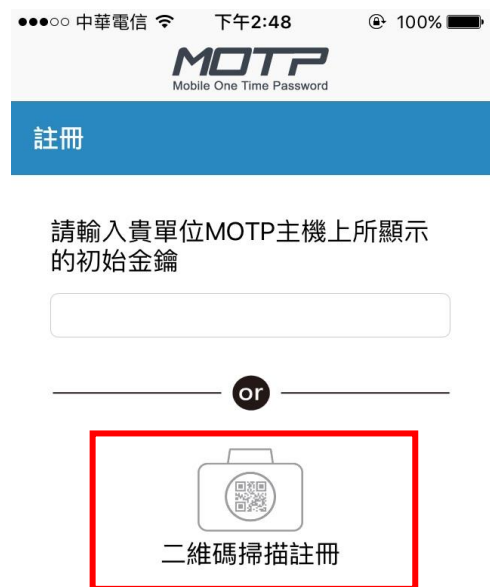 中華電信 下午2:48 100%
MOTP
Mobile One Time Password
註冊
請輸入貴單位MOTP主機上所顯示
的初始金鑰
or
二維碼掃描註冊